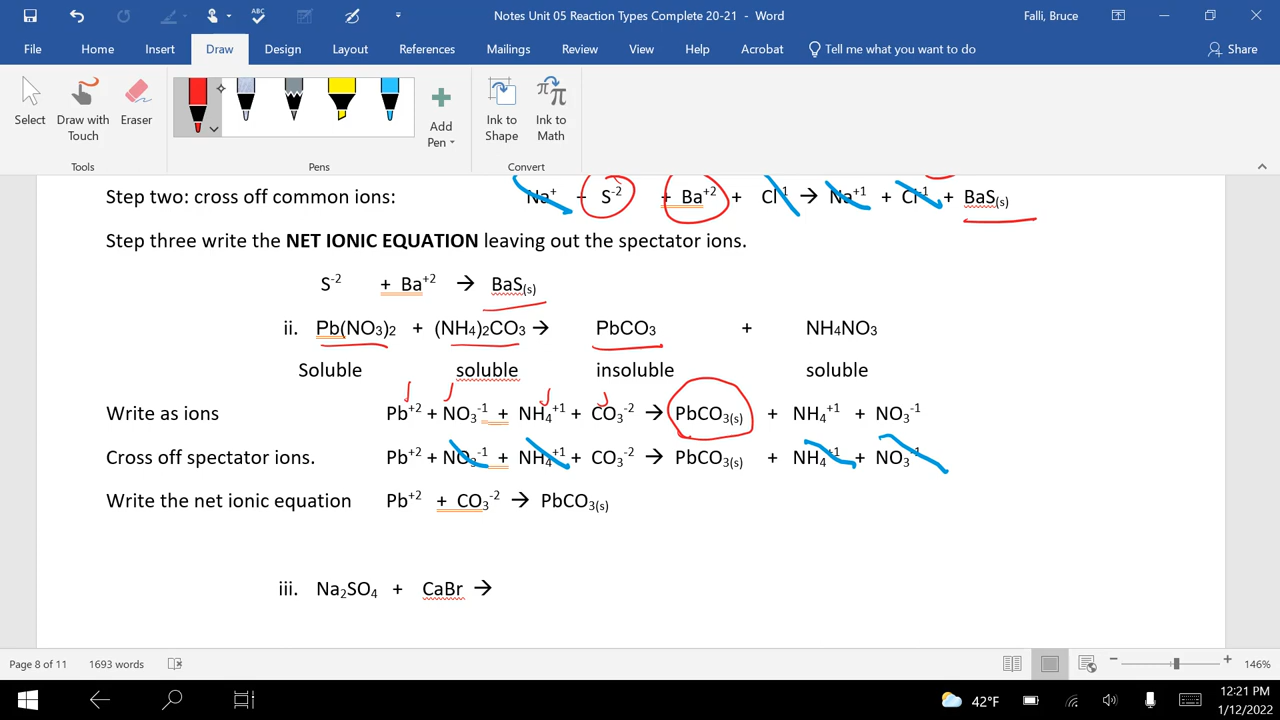 Notes Unit 05 Reaction Types Complete 20-21 - Word
Falli, Bruce
File Home Insert Draw Design Layout References Mailings Review View Help Acrobat Tell me what you want to do Share
Select Draw with Touch Eraser Add Pen Ink to Shape Ink to Math
Tools Pens Convert
Step two: cross off common ions: Na⁺ + S⁻² + Ba⁺² + Cl⁻¹ → Na⁺¹ + Cl⁻¹ + BaS₍s₎
Step three write the NET IONIC EQUATION leaving out the spectator ions.
S⁻² + Ba⁺² → BaS₍s₎
ii. Pb(NO₃)₂ + (NH₄)₂CO₃ → PbCO₃ + NH₄NO₃
Soluble soluble insoluble soluble
Write as ions Pb⁺² + NO₃⁻¹ + NH₄⁺¹ + CO₃⁻² → PbCO₃₍s₎ + NH₄⁺¹ + NO₃⁻¹
Cross off spectator ions. Pb⁺² + NO₃⁻¹ + NH₄⁺¹ + CO₃⁻² → PbCO₃₍s₎ + NH₄⁺¹ + NO₃⁻¹
Write the net ionic equation Pb⁺² + CO₃⁻² → PbCO₃₍s₎
iii. Na₂SO₄ + CaBr →
Page 8 of 11 1693 words 146%
42°F 12:21 PM
1/12/2022